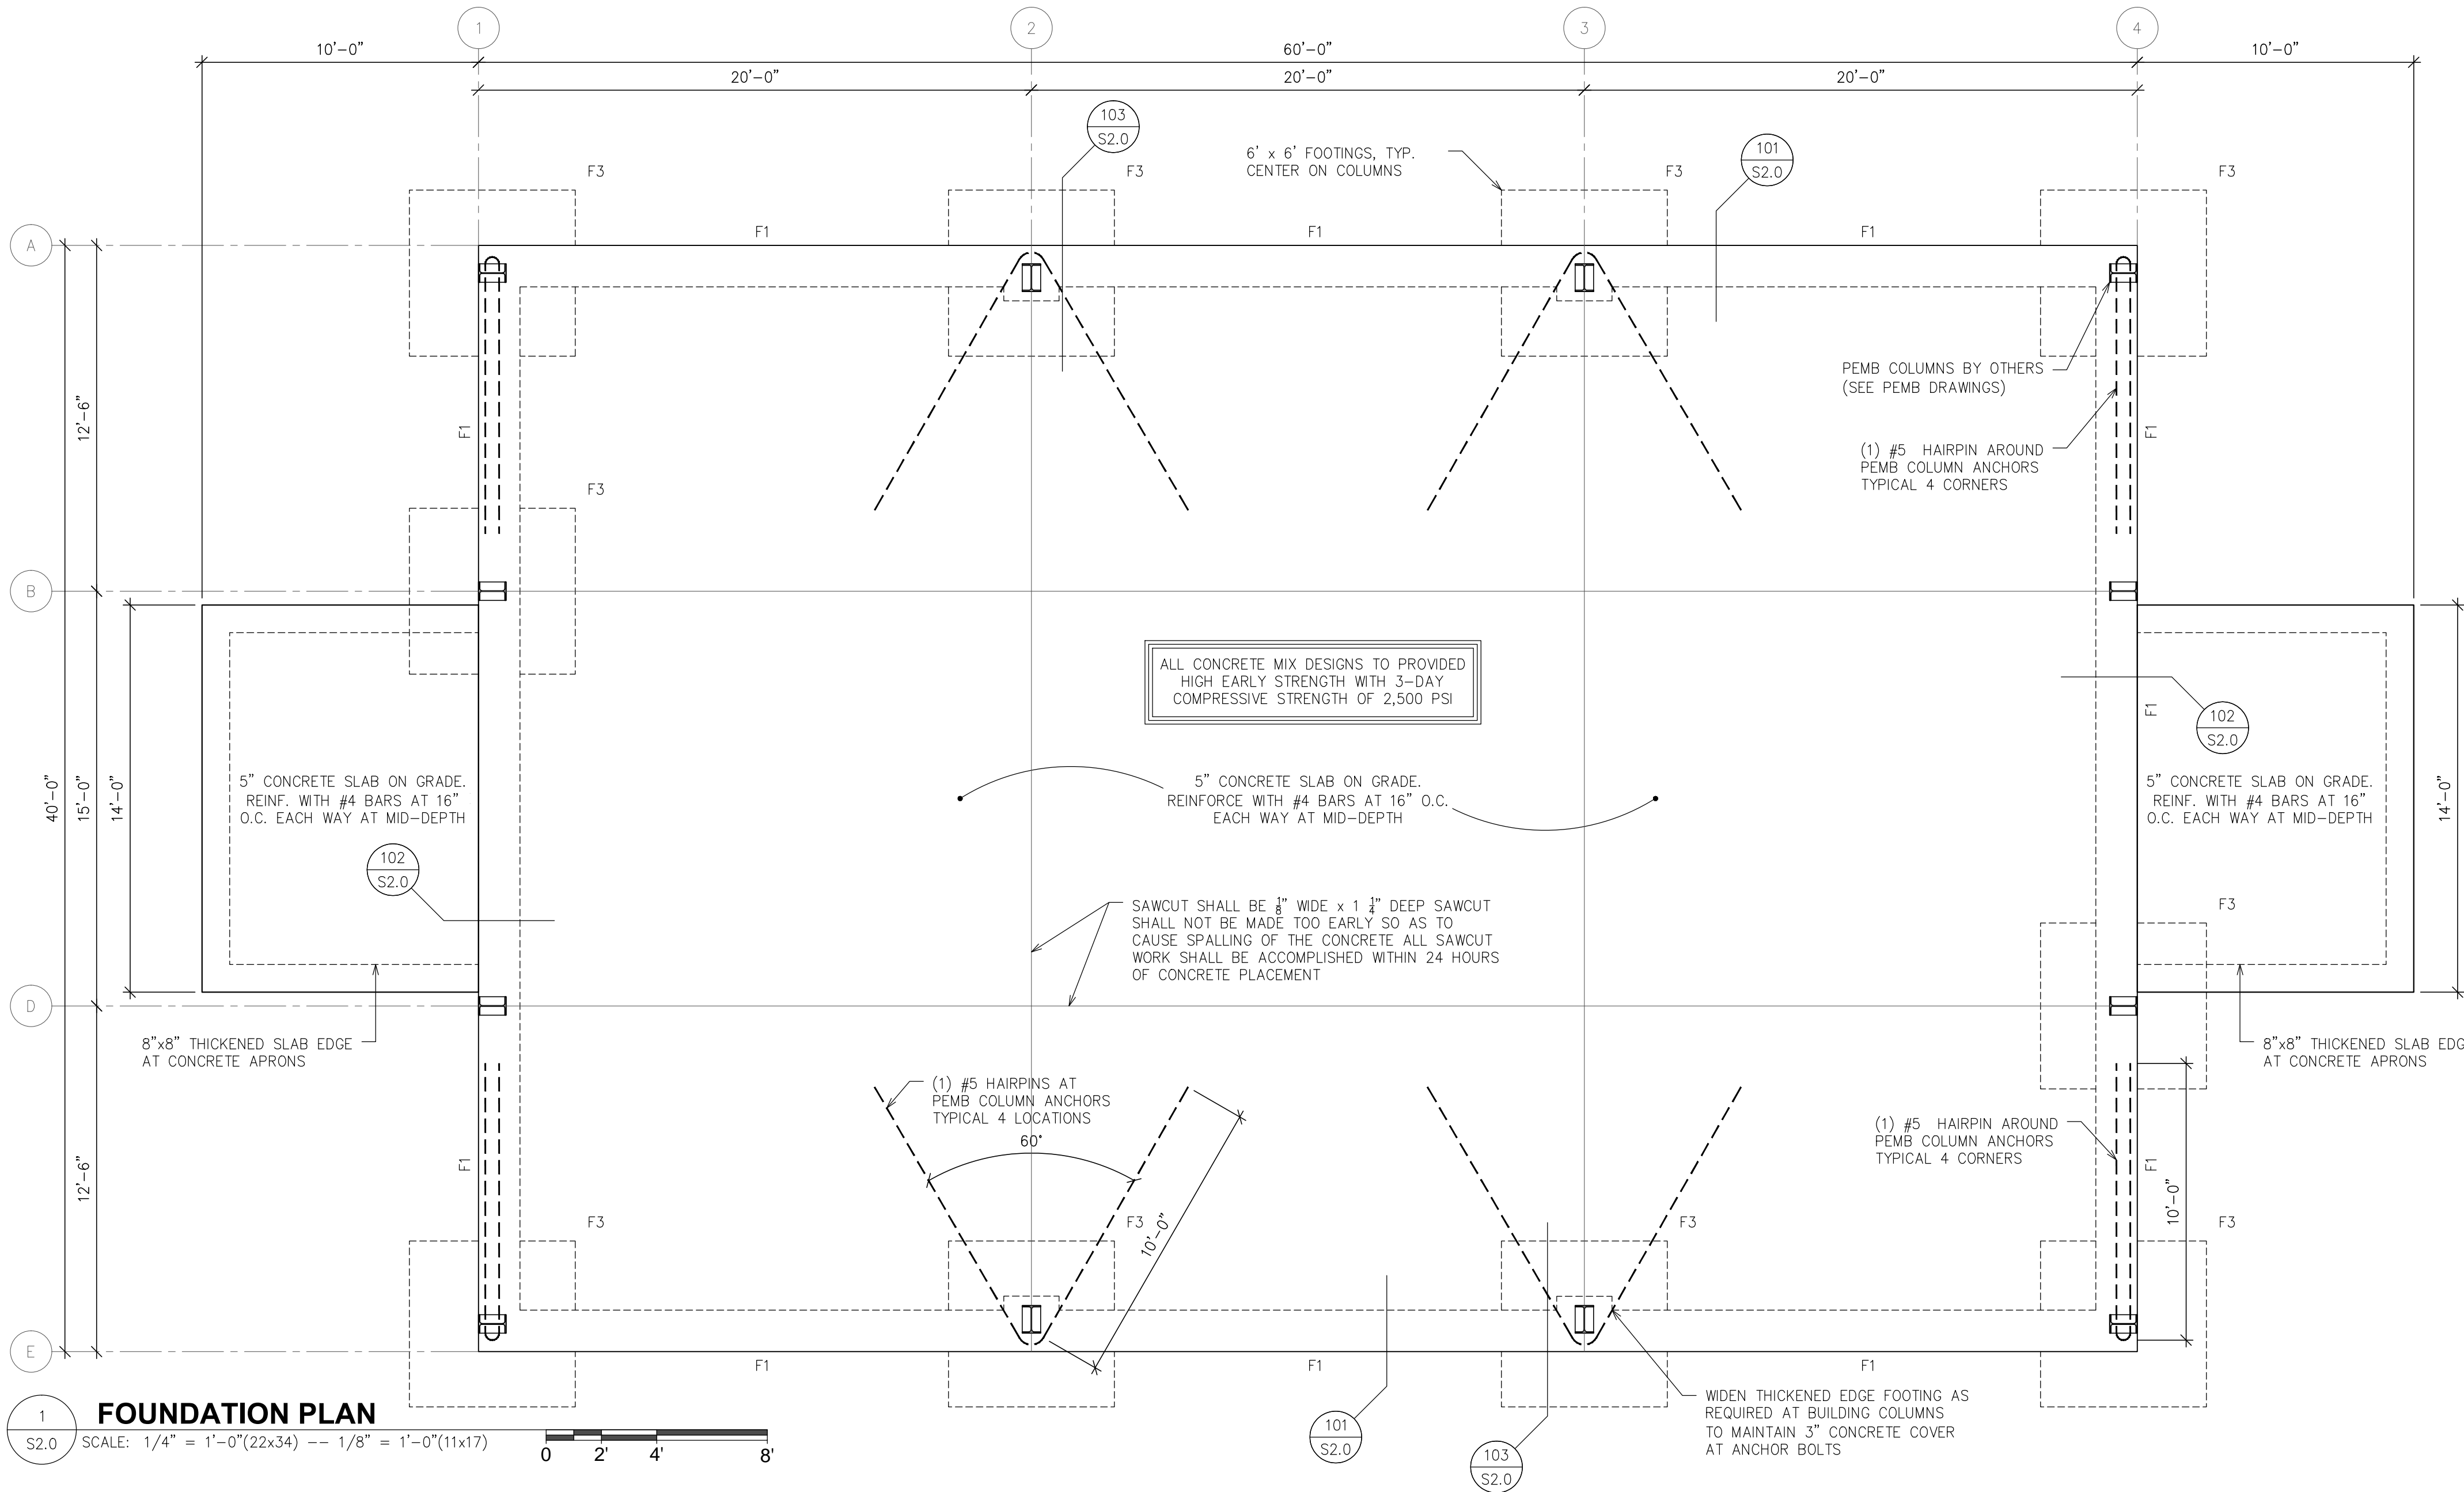 1
2
3
4
10'-0"
60'-0"
10'-0"
20'-0"
20'-0"
20'-0"
103
S2.0
101
S2.0
6' x 6' FOOTINGS, TYP.
CENTER ON COLUMNS
F3
F3
F3
F3
A
F1
F1
F1
12'-6"
F1
PEMB COLUMNS BY OTHERS
(SEE PEMB DRAWINGS)
F1
(1) #5 HAIRPIN AROUND
PEMB COLUMN ANCHORS
TYPICAL 4 CORNERS
F3
B
ALL CONCRETE MIX DESIGNS TO PROVIDED
HIGH EARLY STRENGTH WITH 3-DAY
COMPRESSIVE STRENGTH OF 2,500 PSI
F1
102
S2.0
40'-0"
15'-0"
14'-0"
5" CONCRETE SLAB ON GRADE.
REINF. WITH #4 BARS AT 16"
O.C. EACH WAY AT MID-DEPTH
5" CONCRETE SLAB ON GRADE.
REINFORCE WITH #4 BARS AT 16" O.C.
EACH WAY AT MID-DEPTH
5" CONCRETE SLAB ON GRADE.
REINF. WITH #4 BARS AT 16"
O.C. EACH WAY AT MID-DEPTH
14'-0"
102
S2.0
SAWCUT SHALL BE 1/8" WIDE x 1 1/4" DEEP SAWCUT
SHALL NOT BE MADE TOO EARLY SO AS TO
CAUSE SPALLING OF THE CONCRETE ALL SAWCUT
WORK SHALL BE ACCOMPLISHED WITHIN 24 HOURS
OF CONCRETE PLACEMENT
F3
D
8"x8" THICKENED SLAB EDGE
AT CONCRETE APRONS
8"x8" THICKENED SLAB EDG
AT CONCRETE APRONS
(1) #5 HAIRPINS AT
PEMB COLUMN ANCHORS
TYPICAL 4 LOCATIONS
60°
(1) #5 HAIRPIN AROUND
PEMB COLUMN ANCHORS
TYPICAL 4 CORNERS
12'-6"
F1
F1
10'-0"
10'-0"
F3
F3
F3
F3
E
F1
F1
F1
WIDEN THICKENED EDGE FOOTING AS
REQUIRED AT BUILDING COLUMNS
TO MAINTAIN 3" CONCRETE COVER
AT ANCHOR BOLTS
101
S2.0
103
S2.0
1
S2.0
FOUNDATION PLAN
SCALE: 1/4" = 1'-0"(22x34) -- 1/8" = 1'-0"(11x17)
0 2' 4' 8'